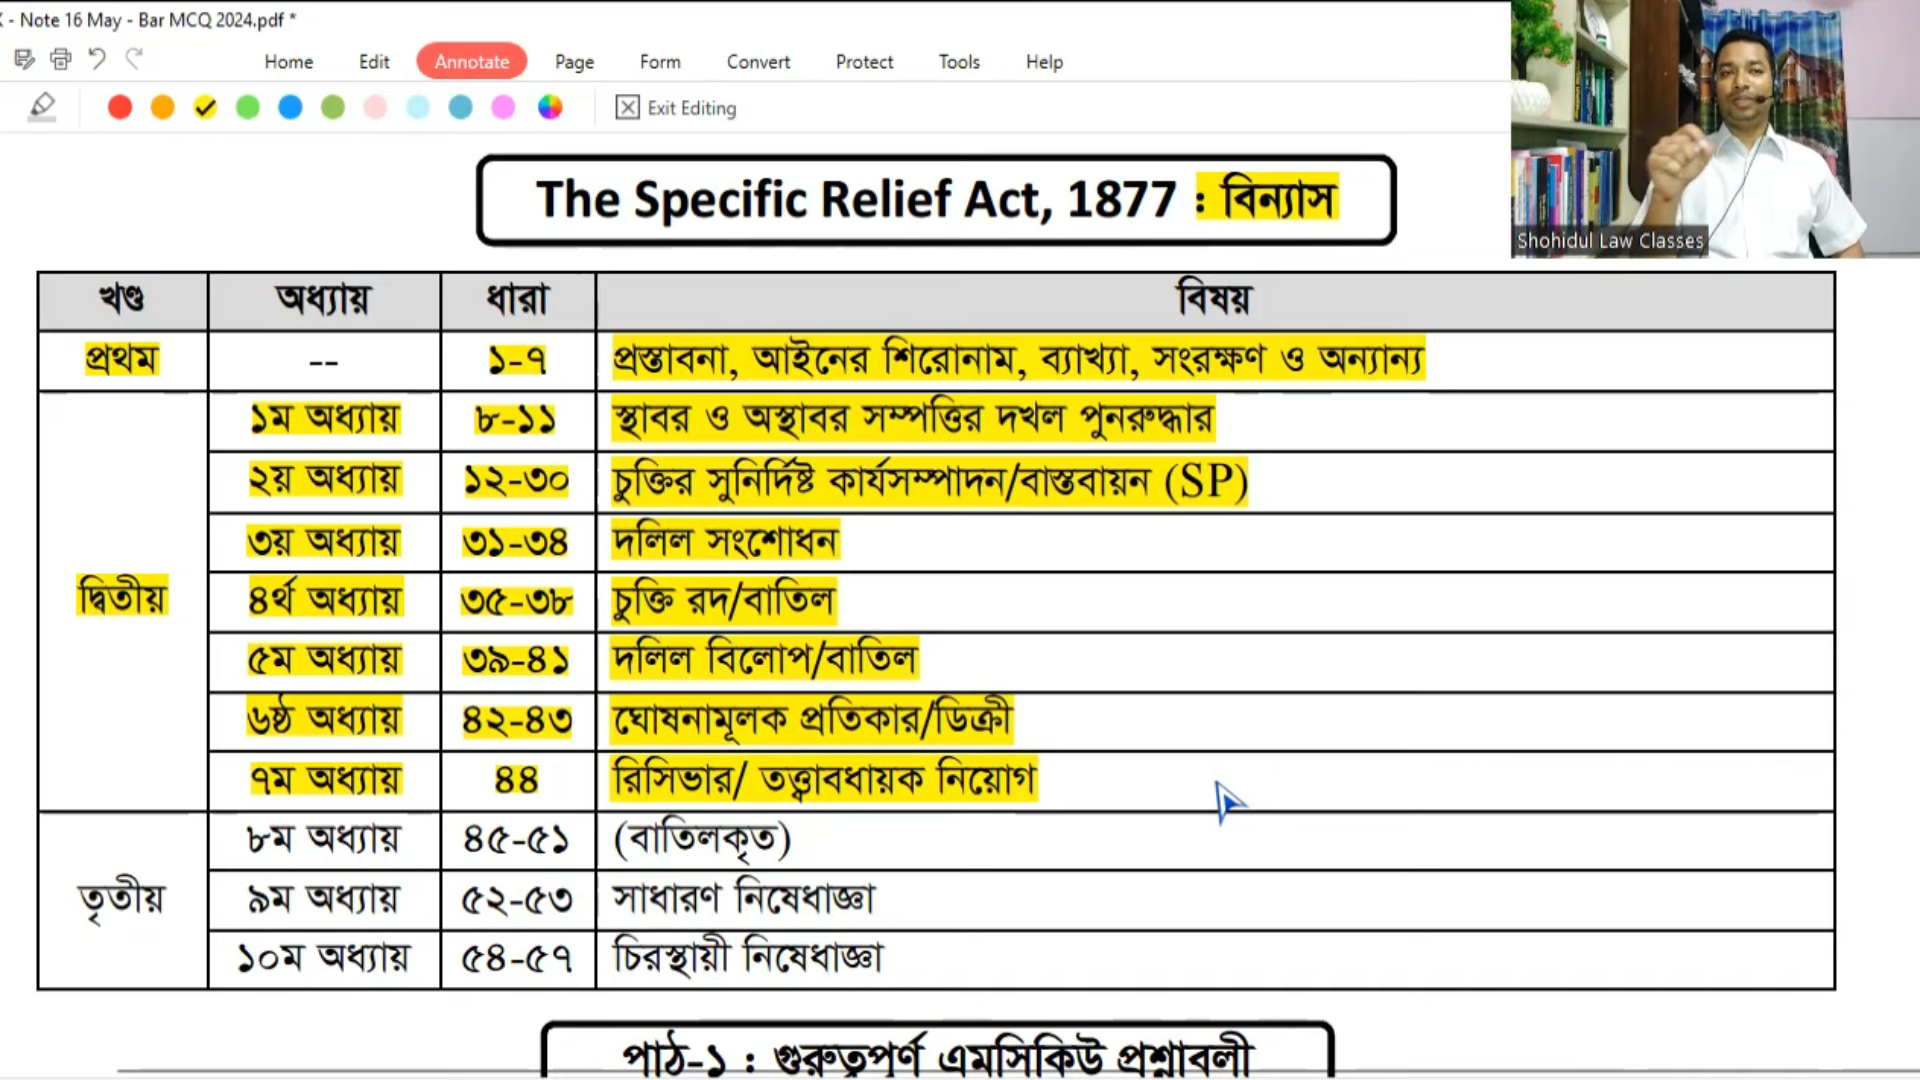 - Note 16 May - Bar MCQ 2024.pdf *
Home Edit Annotate Page Form Convert Protect Tools Help
Exit Editing
The Specific Relief Act, 1877 : বিন্যাস
Shohidul Law Classes
খণ্ড অধ্যায় ধারা বিষয়
প্রথম -- ১-৭ প্রস্তাবনা, আইনের শিরোনাম, ব্যাখ্যা, সংরক্ষণ ও অন্যান্য
১ম অধ্যায় ৮-১১ স্থাবর ও অস্থাবর সম্পত্তির দখল পুনরুদ্ধার
২য় অধ্যায় ১২-৩০ চুক্তির সুনির্দিষ্ট কার্যসম্পাদন/বাস্তবায়ন (SP)
৩য় অধ্যায় ৩১-৩৪ দলিল সংশোধন
দ্বিতীয় ৪র্থ অধ্যায় ৩৫-৩৮ চুক্তি রদ/বাতিল
৫ম অধ্যায় ৩৯-৪১ দলিল বিলোপ/বাতিল
৬ষ্ঠ অধ্যায় ৪২-৪৩ ঘোষনামূলক প্রতিকার/ডিক্রী
৭ম অধ্যায় ৪৪ রিসিভার/ তত্ত্বাবধায়ক নিয়োগ
৮ম অধ্যায় ৪৫-৫১ (বাতিলকৃত)
তৃতীয় ৯ম অধ্যায় ৫২-৫৩ সাধারণ নিষেধাজ্ঞা
১০ম অধ্যায় ৫৪-৫৭ চিরস্থায়ী নিষেধাজ্ঞা
পাঠ-১ : গুরুত্বপূর্ণ এমসিকিউ প্রশ্নাবলী